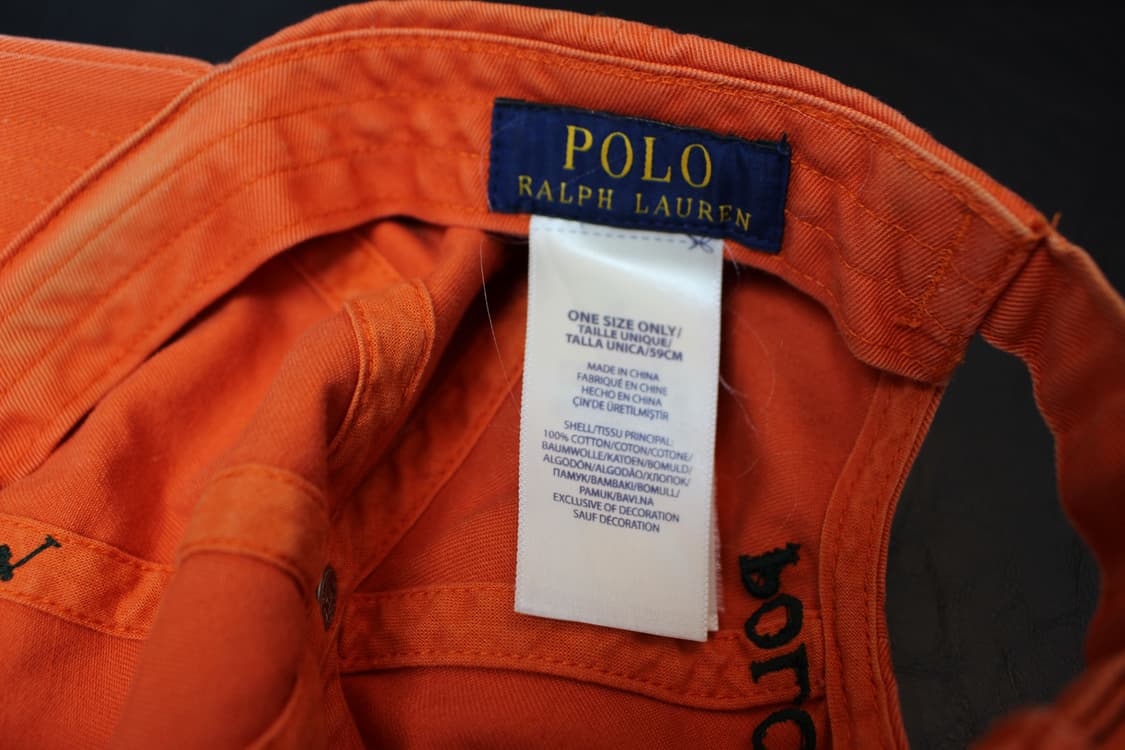 POLO
RALPH LAUREN
ONE SIZE ONLY/
TAILLE UNIQUE/
TALLA UNICA/59CM
MADE IN CHINA
FABRIQUÉ EN CHINE
HECHO EN CHINA
ÇIN'DE ÜRETILMIŞTIR
SHELL/TISSU PRINCIPAL:
100% COTTON/COTON/COTONE/
BAUMWOLLE/KATOEN/BOMULD/
ALGODÓN/ALGODÃO/ХЛОПОК/
ПАМУК/BAMBAKI/BOMULL/
PAMUK/BAVLNA
EXCLUSIVE OF DECORATION
SAUF DÉCORATION